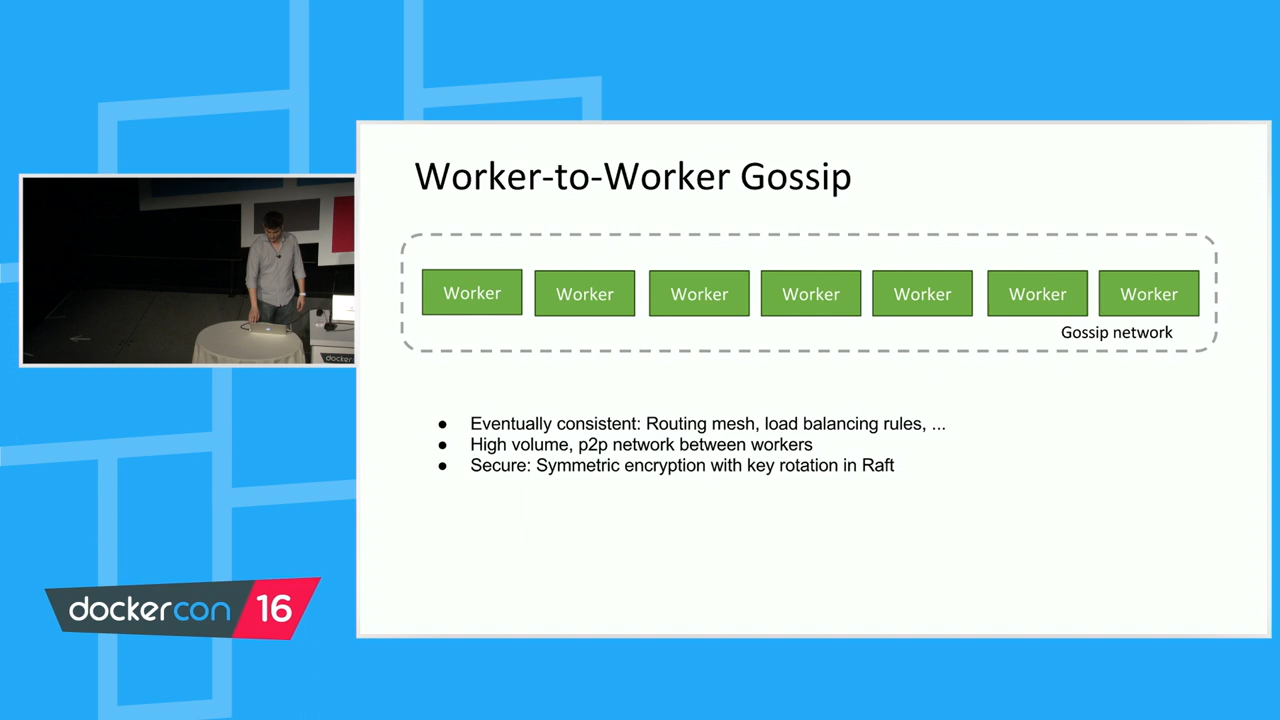 Worker-to-Worker Gossip
Worker Worker Worker Worker Worker Worker Worker
Gossip network
● Eventually consistent: Routing mesh, load balancing rules, ...
● High volume, p2p network between workers
● Secure: Symmetric encryption with key rotation in Raft
docker
dockercon 16